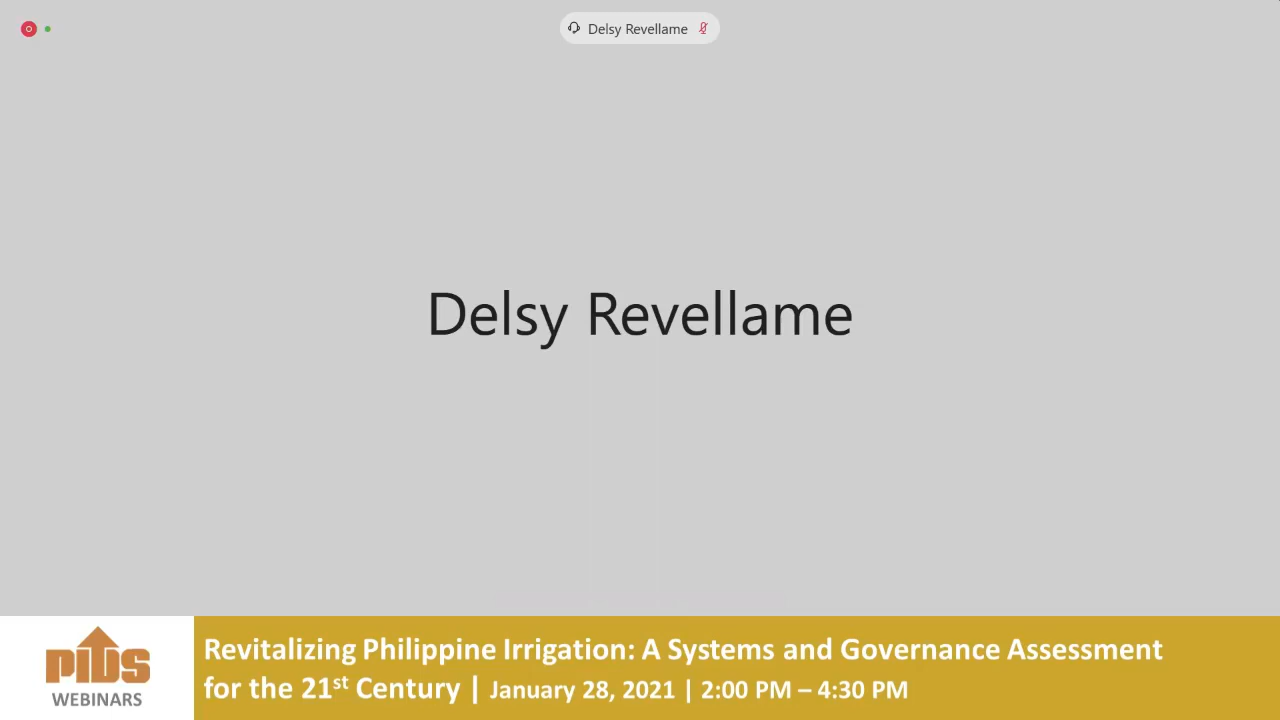 Delsy Revellame
Delsy Revellame
PIDS
WEBINARS
Revitalizing Philippine Irrigation: A Systems and Governance Assessment
for the 21st Century | January 28, 2021 | 2:00 PM – 4:30 PM